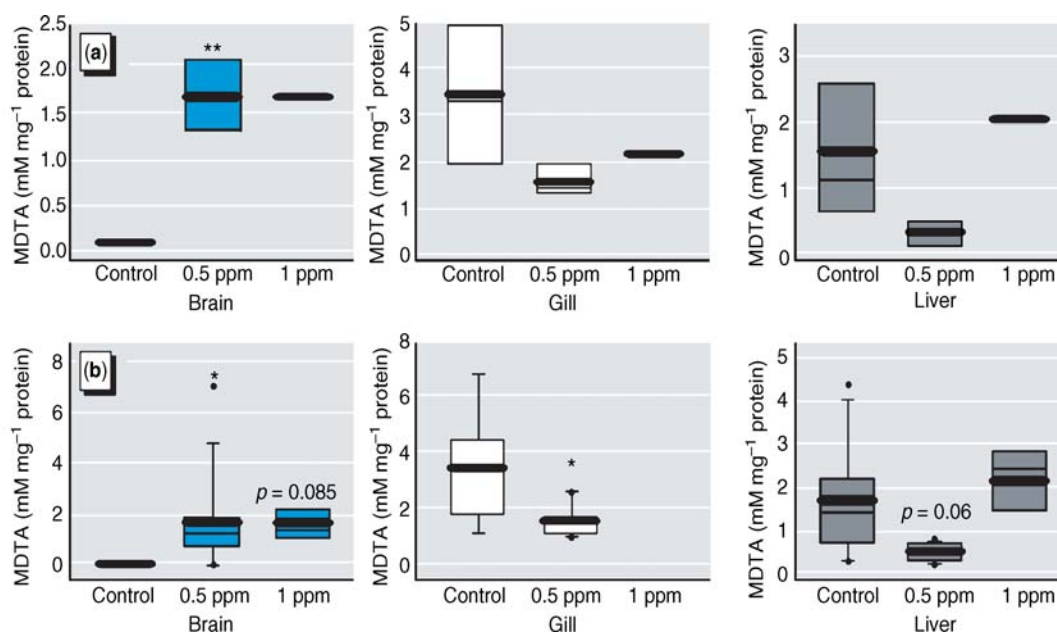 MDTA (mM mg⁻¹ protein)
2.5
2.0
1.5
1.0
0.5
0.0
(a)
**
Control 0.5 ppm 1 ppm
Brain
MDTA (mM mg⁻¹ protein)
5
4
3
2
1
0
Control 0.5 ppm 1 ppm
Gill
MDTA (mM mg⁻¹ protein)
3
2
1
0
Control 0.5 ppm 1 ppm
Liver
MDTA (mM mg⁻¹ protein)
8
6
4
2
0
(b)
*
p = 0.085
Control 0.5 ppm 1 ppm
Brain
MDTA (mM mg⁻¹ protein)
8
6
4
2
0
*
Control 0.5 ppm 1 ppm
Gill
MDTA (mM mg⁻¹ protein)
5
4
3
2
1
0
p = 0.06
Control 0.5 ppm 1 ppm
Liver